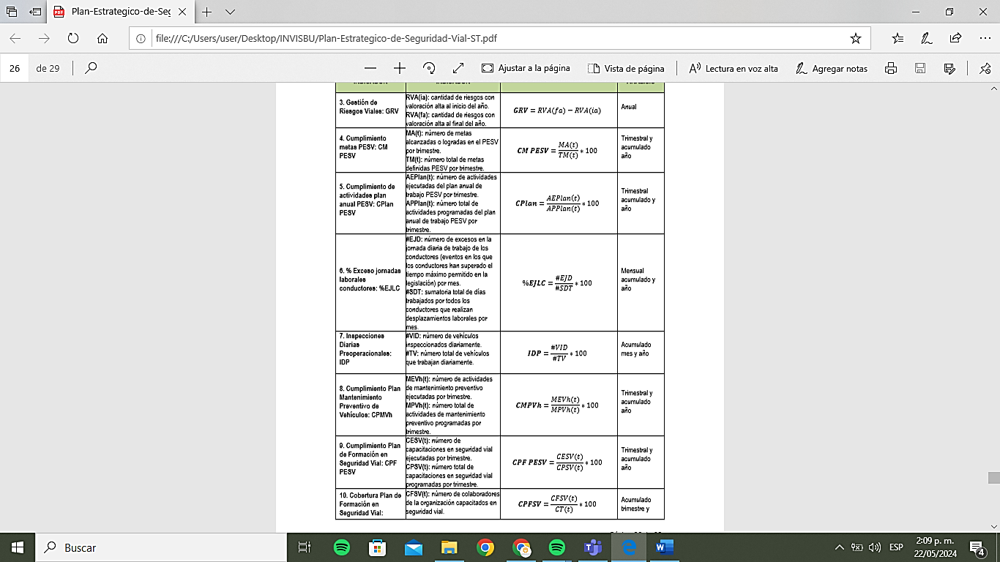 Plan-Estrategico-de-Seg
file:///C:/Users/user/Desktop/INVISBU/Plan-Estrategico-de-Seguridad-Vial-ST.pdf
26 de 29
Ajustar a la página
Vista de página
Lectura en voz alta
Agregar notas
3. Gestión de
Riesgos Viales: GRV
RVA(ia): cantidad de riesgos con
valoración alta al inicio del año.
RVA(fa): cantidad de riesgos con
valoración alta al final del año.
GRV = RVA(fa) − RVA(ia)
Anual
4. Cumplimiento
metas PESV: CM
PESV
MA(t): número de metas
alcanzadas o logradas en el PESV
por trimestre.
TM(t): número total de metas
definidas PESV por trimestre.
CM PESV = MA(t)/TM(t) * 100
Trimestral y
acumulado
año
5. Cumplimiento de
actividades plan
anual PESV: CPlan
PESV
AEPlan(t): número de actividades
ejecutadas del plan anual de
trabajo PESV por trimestre.
APPlan(t): número total de
actividades programadas del plan
anual de trabajo PESV por
trimestre.
CPlan = AEPlan(t)/APPlan(t) * 100
Trimestral
acumulado y
año
6. % Exceso jornadas
laborales
conductores: %EJLC
#EJD: número de excesos en la
jornada diaria de trabajo de los
conductores (eventos en los que
los conductores han superado el
tiempo máximo permitido en la
legislación) por mes.
#SDT: sumatoria total de días
trabajados por todos los
conductores que realizan
desplazamientos laborales por
mes.
%EJLC = #EJD/#SDT * 100
Mensual
acumulado y
año
7. Inspecciones
Diarias
Preoperacionales:
IDP
#VID: número de vehículos
inspeccionados diariamente.
#TV: número total de vehículos
que trabajan diariamente.
IDP = #VID/#TV * 100
Acumulado
mes y año
8. Cumplimiento Plan
Mantenimiento
Preventivo de
Vehículos: CPMVh
MEVh(t): número de actividades
de mantenimiento preventivo
ejecutadas por trimestre.
MPVh(t): número total de
actividades de mantenimiento
preventivo programadas por
trimestre.
CMPVh = MEVh(t)/MPVh(t) * 100
Trimestral y
acumulado
año
9. Cumplimiento Plan
de Formación en
Seguridad Vial: CPF
PESV
CESV(t): número de
capacitaciones en seguridad vial
ejecutadas por trimestre.
CPSV(t): número total de
capacitaciones en seguridad vial
programadas por trimestre.
CPF PESV = CESV(t)/CPSV(t) * 100
Trimestral y
acumulado
año
10. Cobertura Plan de
Formación en
Seguridad Vial:
CFSV(t): número de colaboradores
de la organización capacitados en
seguridad vial.
CPFSV = CFSV(t)/CT(t) * 100
Acumulado
trimestre y
Buscar
ESP
2:09 p. m.
22/05/2024
4